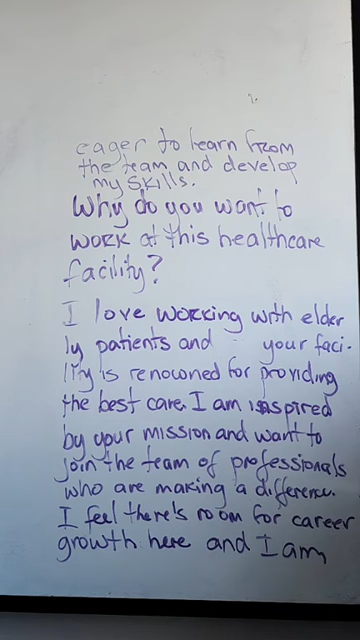 eager to learn from
the team and develop
my skills.
Why do you want to
work at this healthcare
facility?
I love working with elder
ly patients and your faci-
lity is renowned for providing
the best care. I am inspired
by your mission and want to
join the team of professionals
who are making a difference.
I feel there's room for career
growth here and I am